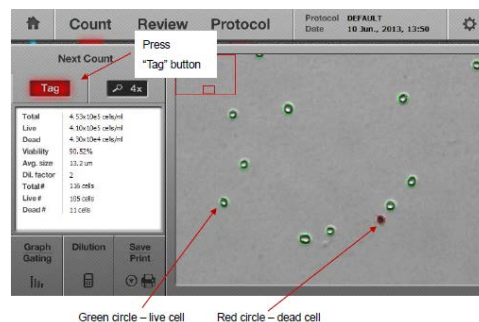 Count Review Protocol
Protocol DEFAULT
Date 10 Jun., 2013, 13:50
Press
"Tag" button
Next Count
Tag
4x
Total 4.53x10e5 cells/ml
Live 4.10x10e5 cells/ml
Dead 4.30x10e4 cells/ml
Viability 90.52%
Avg. size 13.2 um
Dil. factor 2
Total# 116 cells
Live# 105 cells
Dead# 11 cells
Graph Gating
Dilution
Save Print
Green circle – live cell
Red circle – dead cell